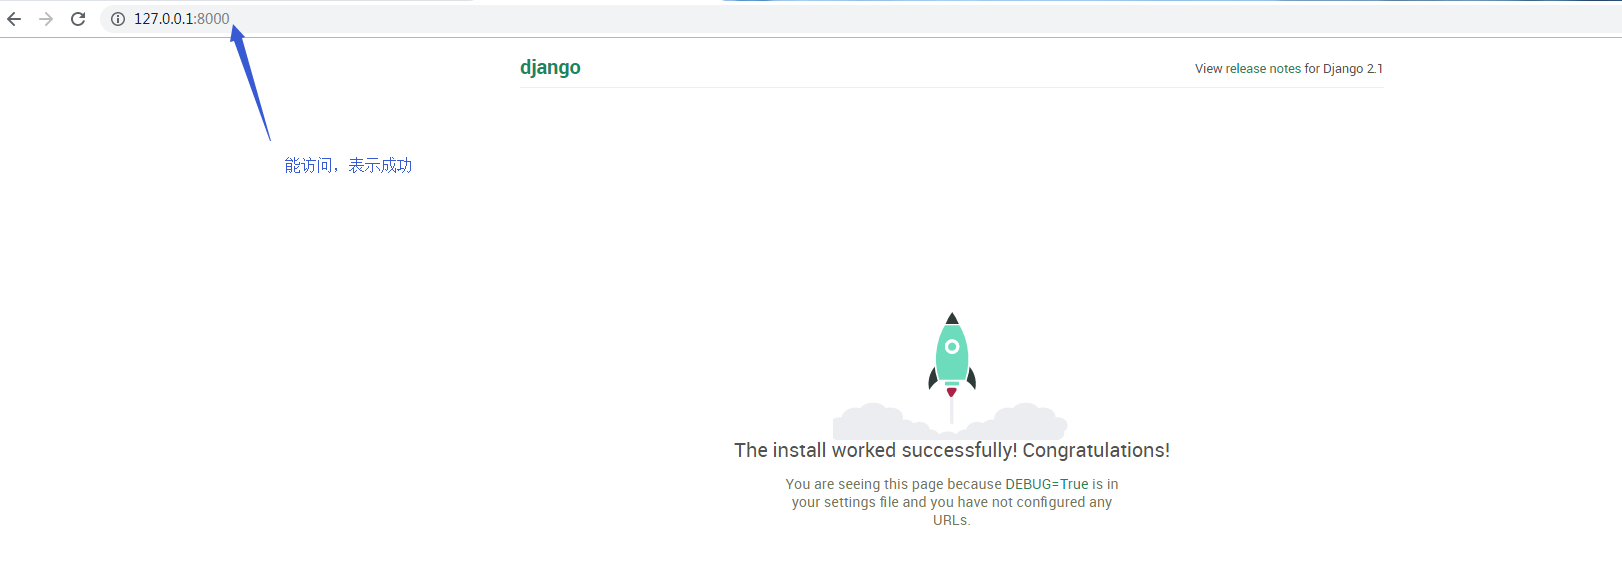 127.0.0.1:8000
django
View release notes for Django 2.1
能访问，表示成功
The install worked successfully! Congratulations!
You are seeing this page because DEBUG=True is in
your settings file and you have not configured any
URLs.